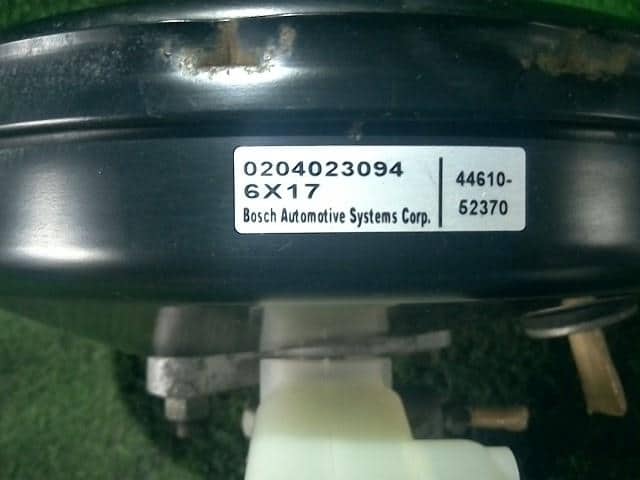 0204023094
6X17
Bosch Automotive Systems Corp.
44610-
52370